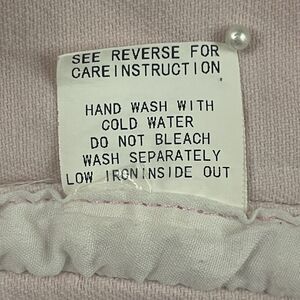 SEE REVERSE FOR
CAREINSTRUCTION
HAND WASH WITH
COLD WATER
DO NOT BLEACH
WASH SEPARATELY
LOW IRONINSIDE OUT